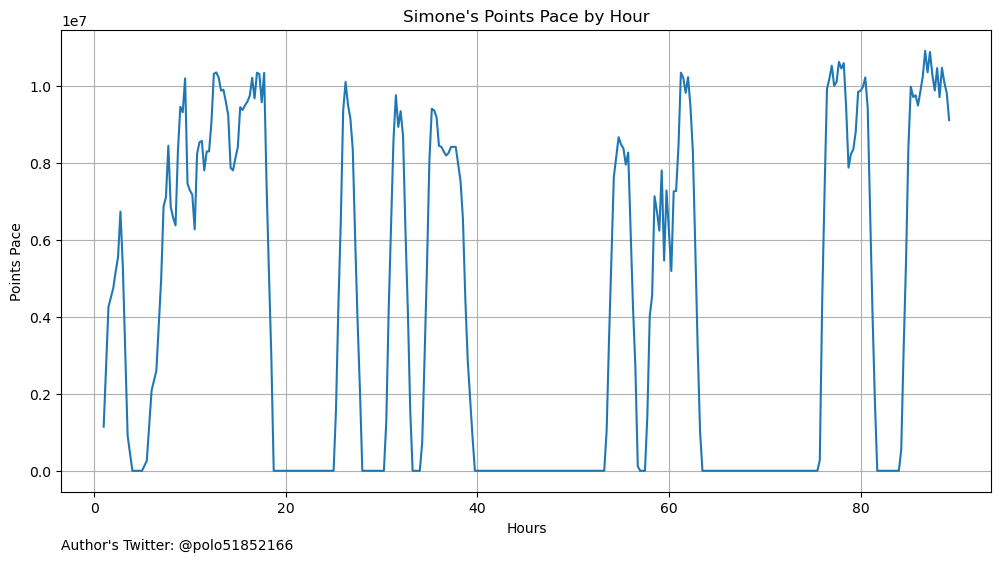 Simone's Points Pace by Hour
1e7
1.0
0.8
0.6
0.4
0.2
0.0
Points Pace
0 20 40 60 80
Hours
Author's Twitter: @polo51852166